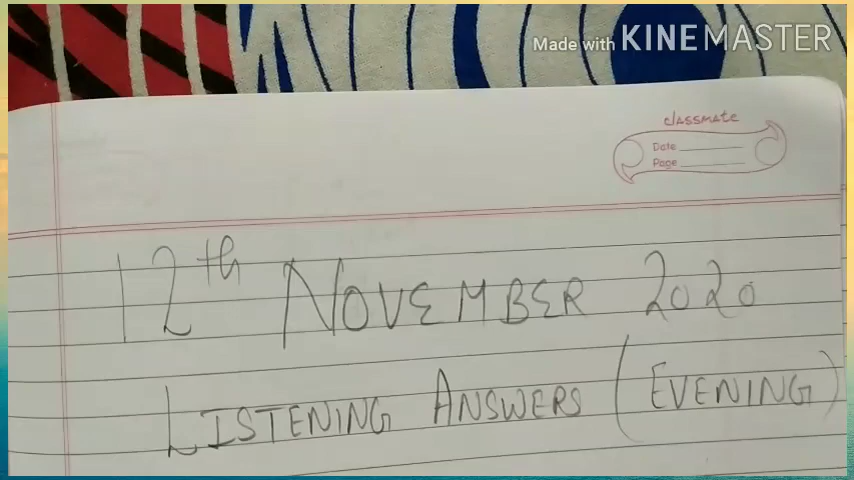 Made with KINEMASTER
classmate
Date
Page
12th NOVEMBER 2020
LISTENING ANSWERS (EVENING)